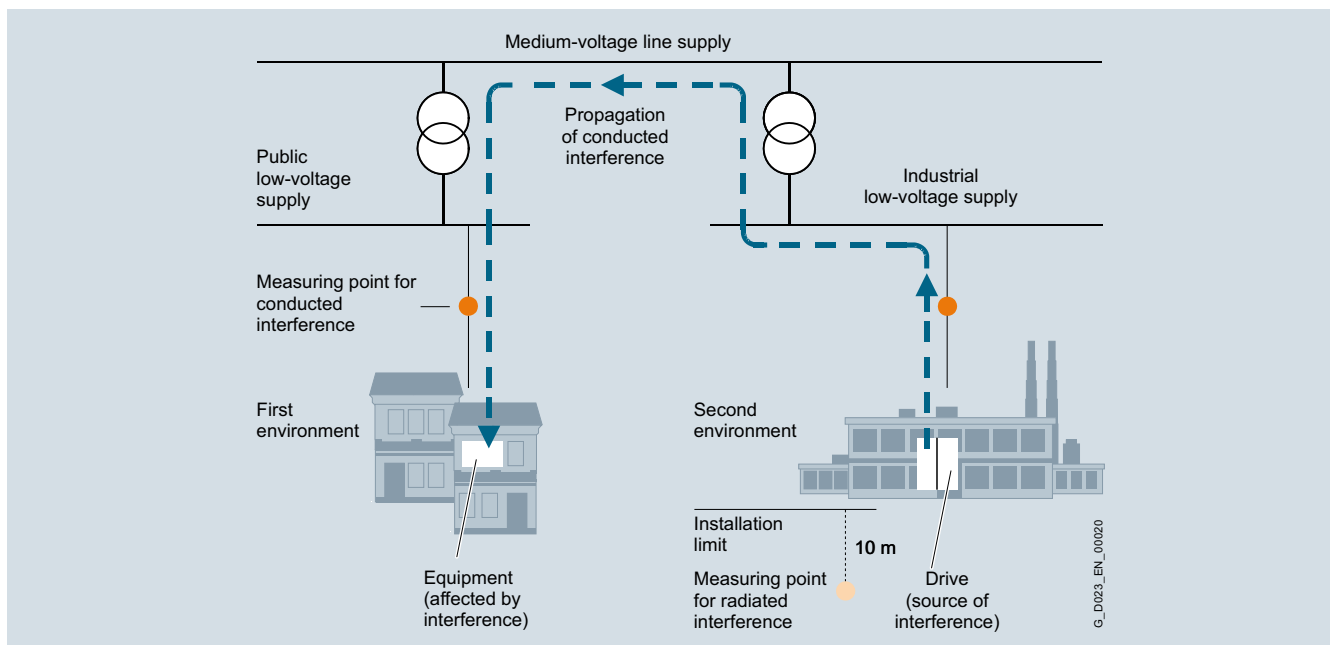 Medium-voltage line supply
Propagation
of conducted
interference
Public
low-voltage
supply
Industrial
low-voltage supply
Measuring point for
conducted
interference
First
environment
Second
environment
Installation
limit
10 m
Equipment
(affected by
interference)
Measuring point
for radiated
interference
Drive
(source of
interference)
G_D023_EN_00020